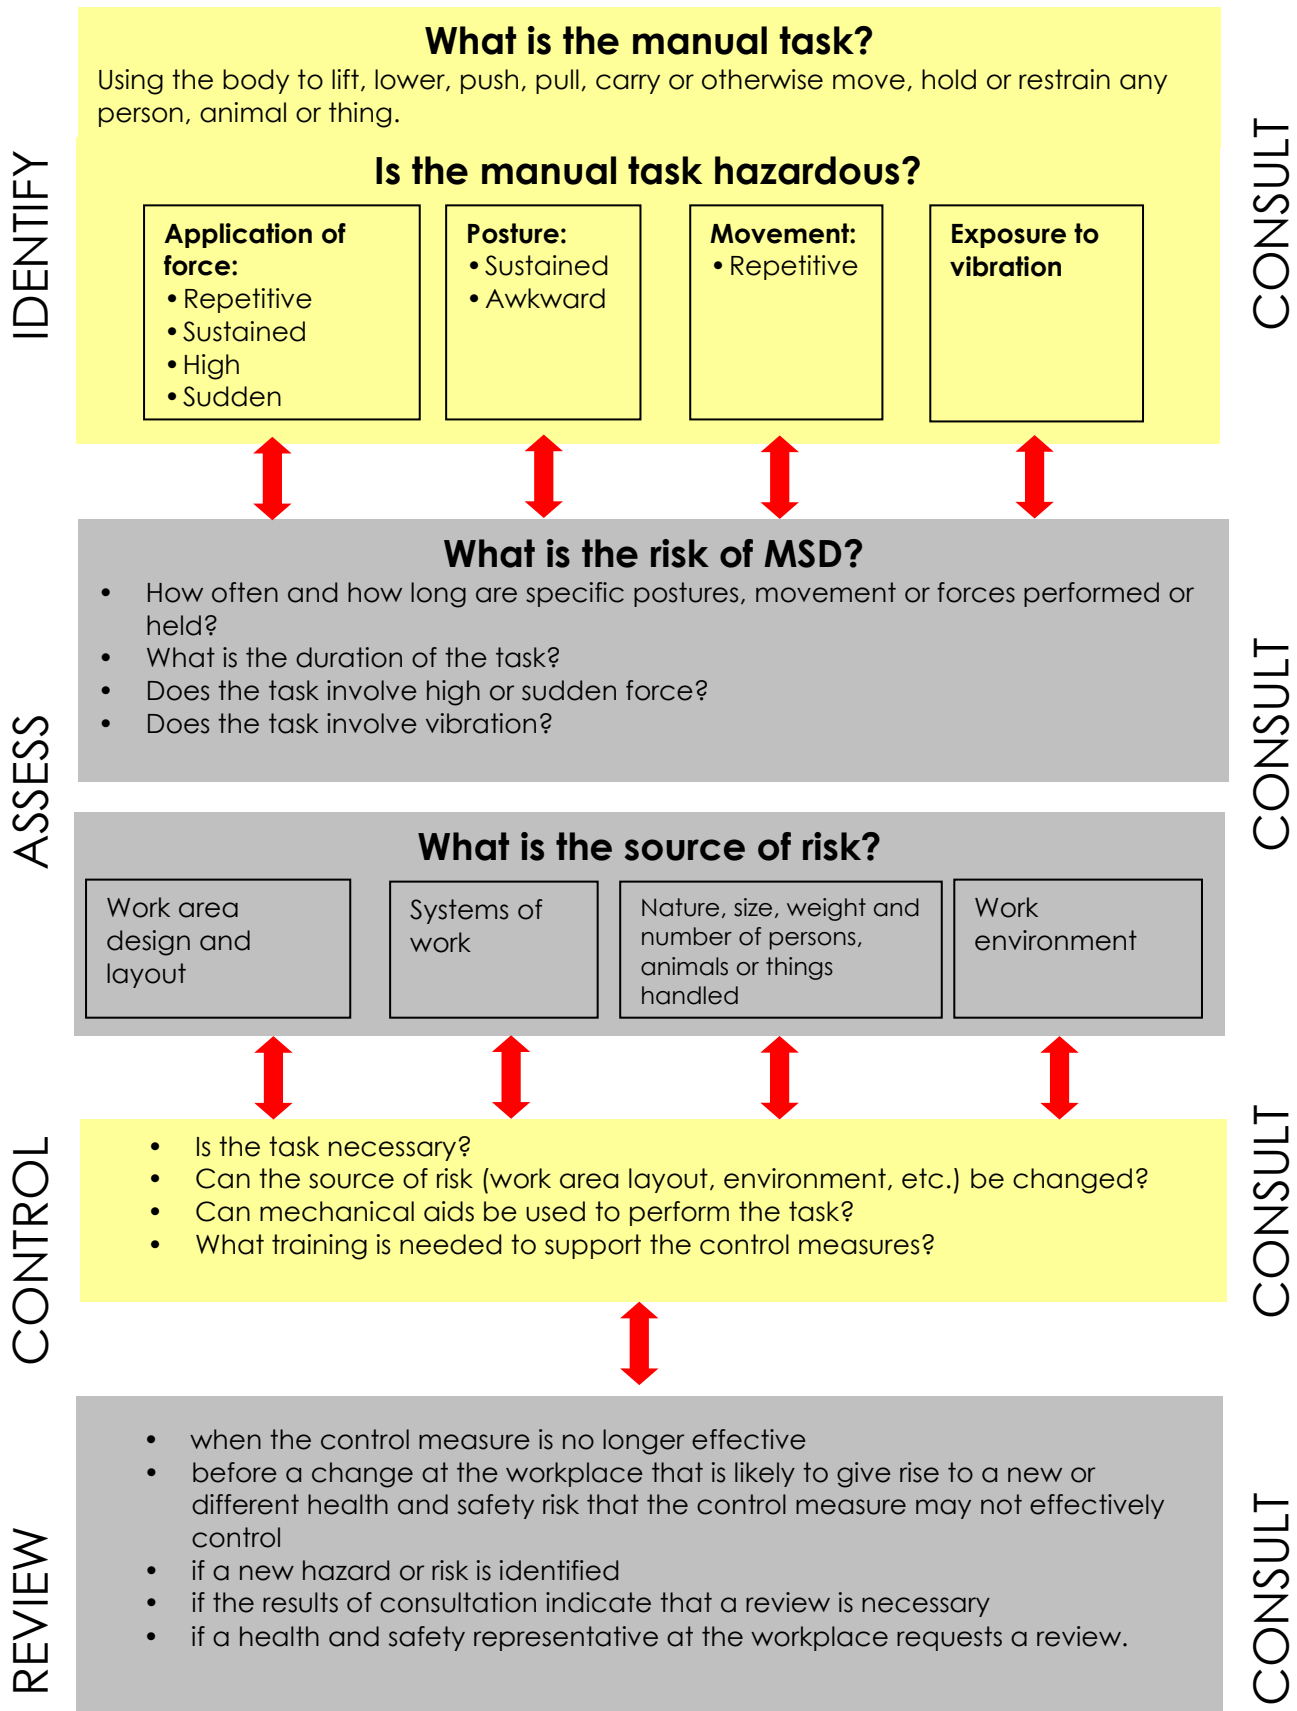 What is the manual task?
Using the body to lift, lower, push, pull, carry or otherwise move, hold or restrain any
person, animal or thing.
IDENTIFY
CONSULT
Is the manual task hazardous?
Application of
force:
• Repetitive
• Sustained
• High
• Sudden
Posture:
• Sustained
• Awkward
Movement:
• Repetitive
Exposure to
vibration
What is the risk of MSD?
• How often and how long are specific postures, movement or forces performed or
held?
• What is the duration of the task?
• Does the task involve high or sudden force?
• Does the task involve vibration?
ASSESS
CONSULT
What is the source of risk?
Work area
design and
layout
Systems of
work
Nature, size, weight and
number of persons,
animals or things
handled
Work
environment
CONTROL
CONSULT
• Is the task necessary?
• Can the source of risk (work area layout, environment, etc.) be changed?
• Can mechanical aids be used to perform the task?
• What training is needed to support the control measures?
REVIEW
CONSULT
• when the control measure is no longer effective
• before a change at the workplace that is likely to give rise to a new or
different health and safety risk that the control measure may not effectively
control
• if a new hazard or risk is identified
• if the results of consultation indicate that a review is necessary
• if a health and safety representative at the workplace requests a review.